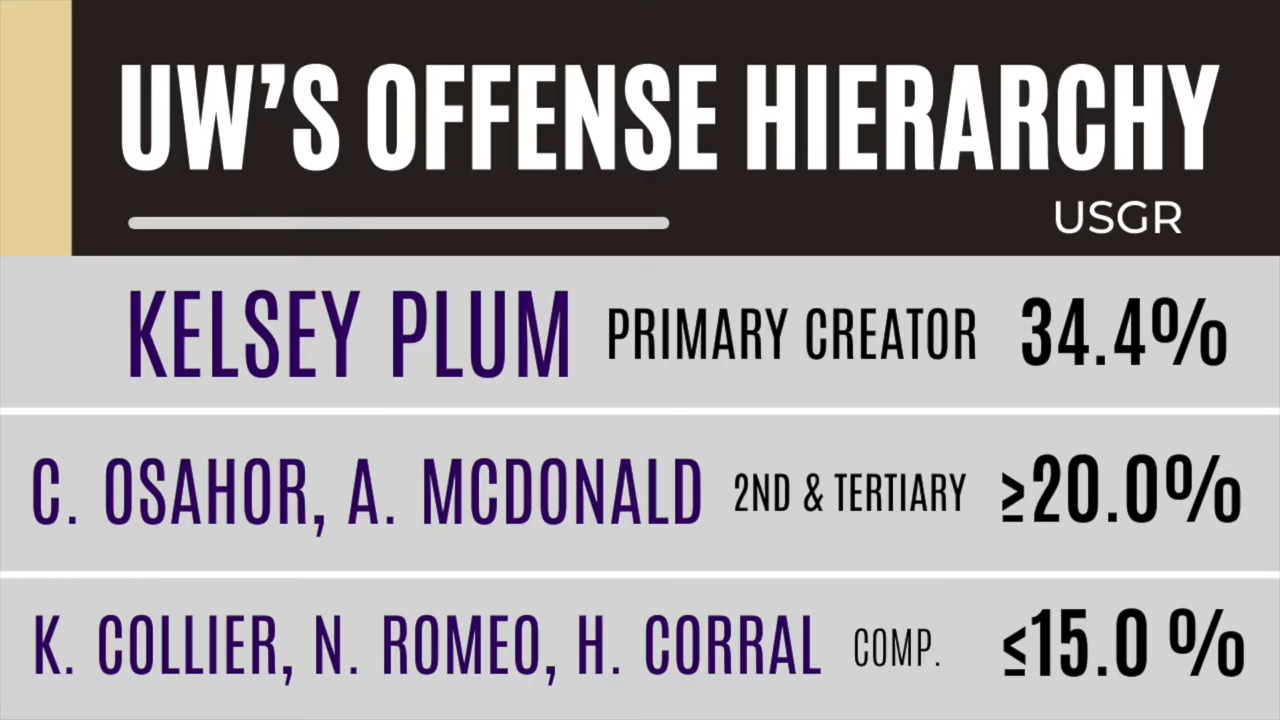 UW'S OFFENSE HIERARCHY
USGR
KELSEY PLUM PRIMARY CREATOR 34.4%
C. OSAHOR, A. MCDONALD 2ND & TERTIARY ≥20.0%
K. COLLIER, N. ROMEO, H. CORRAL COMP. ≤15.0 %